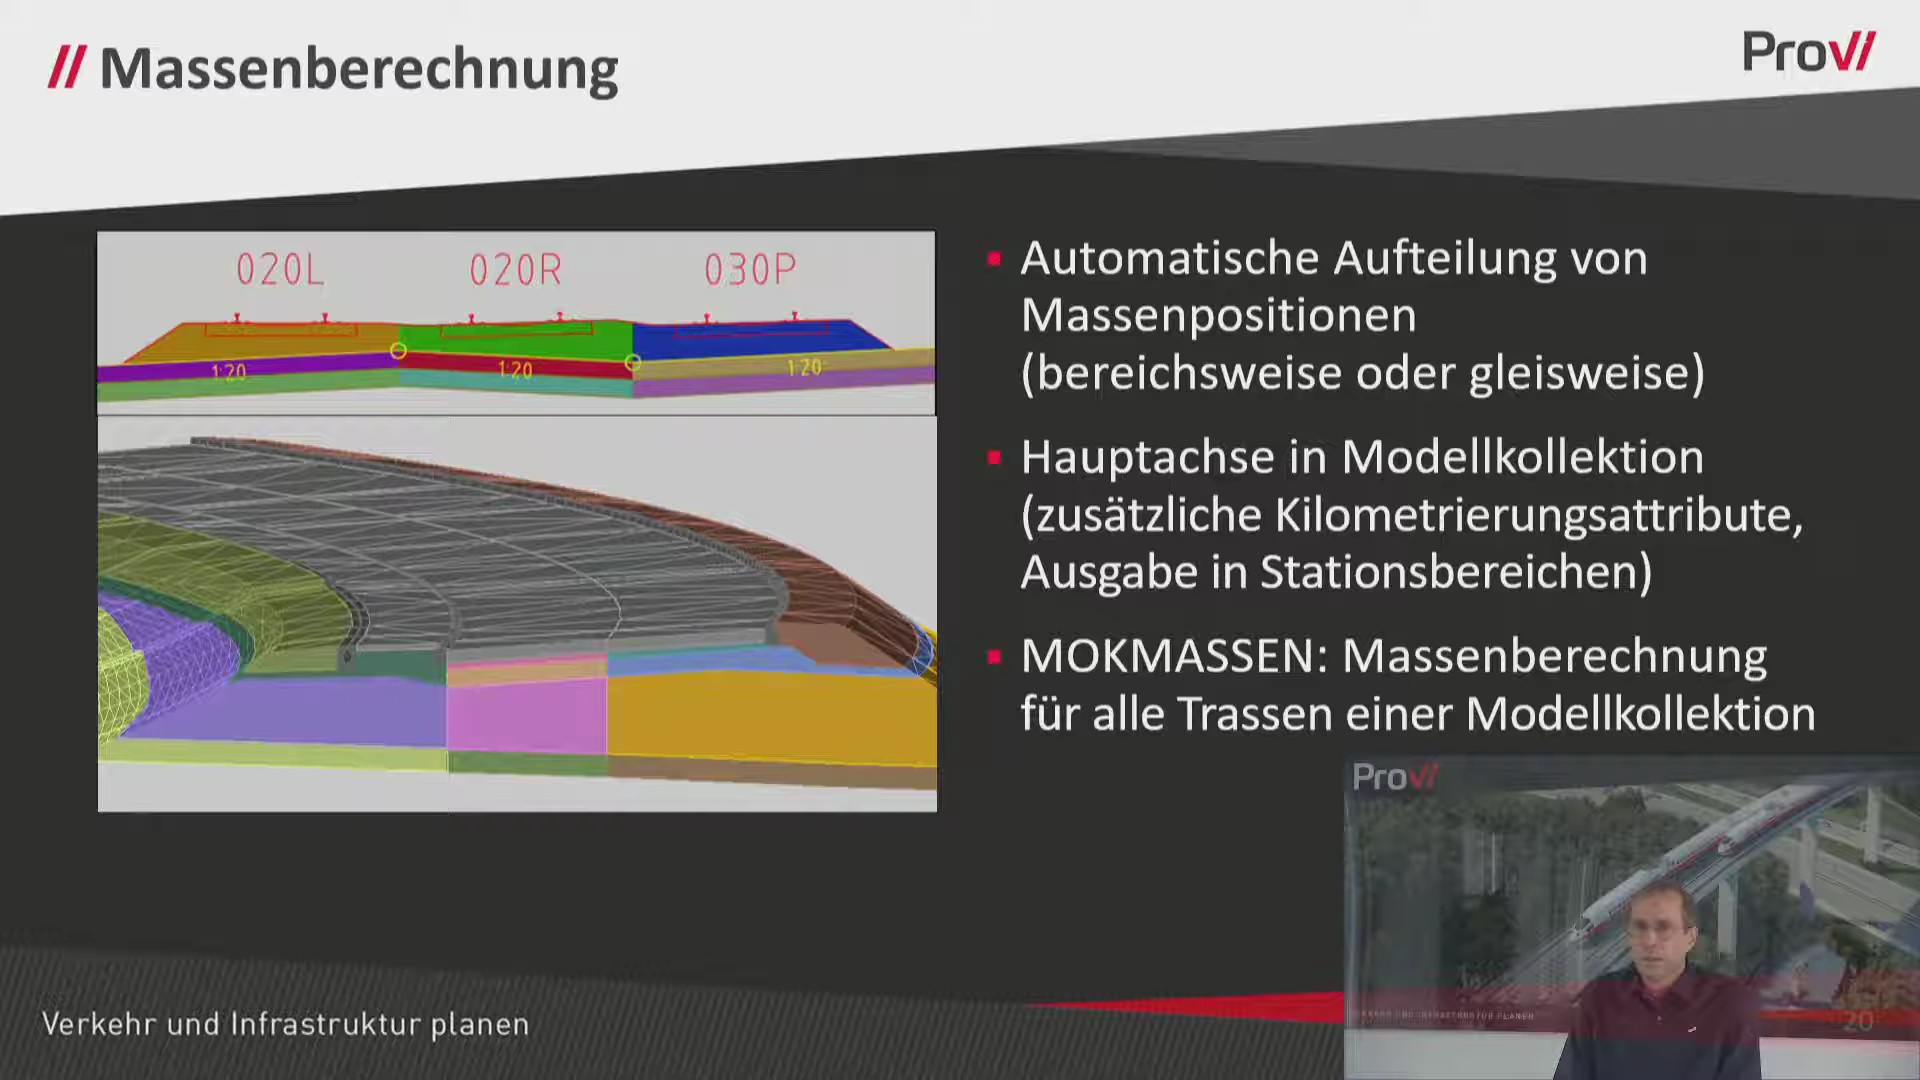 // Massenberechnung
ProVI
020L 020R 030P
1:20 1:20 1:20
Automatische Aufteilung von
Massenpositionen
(bereichsweise oder gleisweise)
Hauptachse in Modellkollektion
(zusätzliche Kilometrierungsattribute,
Ausgabe in Stationsbereichen)
MOKMASSEN: Massenberechnung
für alle Trassen einer Modellkollektion
ProVI
Verkehr und Infrastruktur planen
20